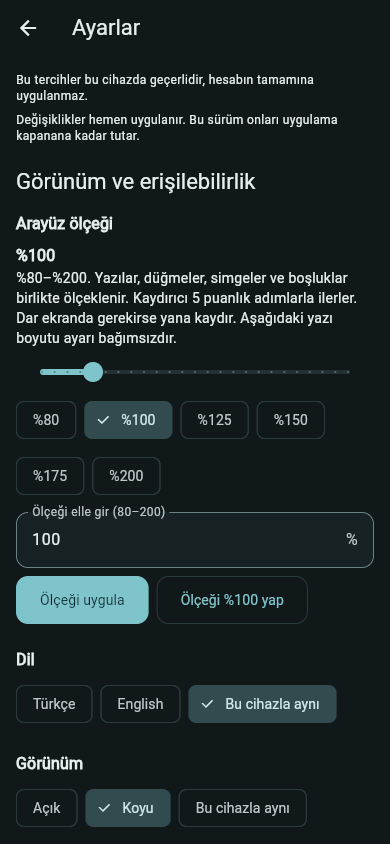 Ayarlar
Bu tercihler bu cihazda geçerlidir, hesabın tamamına
uygulanmaz.
Değişiklikler hemen uygulanır. Bu sürüm onları uygulama
kapanana kadar tutar.
Görünüm ve erişilebilirlik
Arayüz ölçeği
%100
%80–%200. Yazılar, düğmeler, simgeler ve boşluklar
birlikte ölçeklenir. Kaydırıcı 5 puanlık adımlarla ilerler.
Dar ekranda gerekirse yana kaydır. Aşağıdaki yazı
boyutu ayarı bağımsızdır.
%80 %100 %125 %150
%175 %200
Ölçeği elle gir (80–200)
100 %
Ölçeği uygula Ölçeği %100 yap
Dil
Türkçe English Bu cihazla aynı
Görünüm
Açık Koyu Bu cihazla aynı